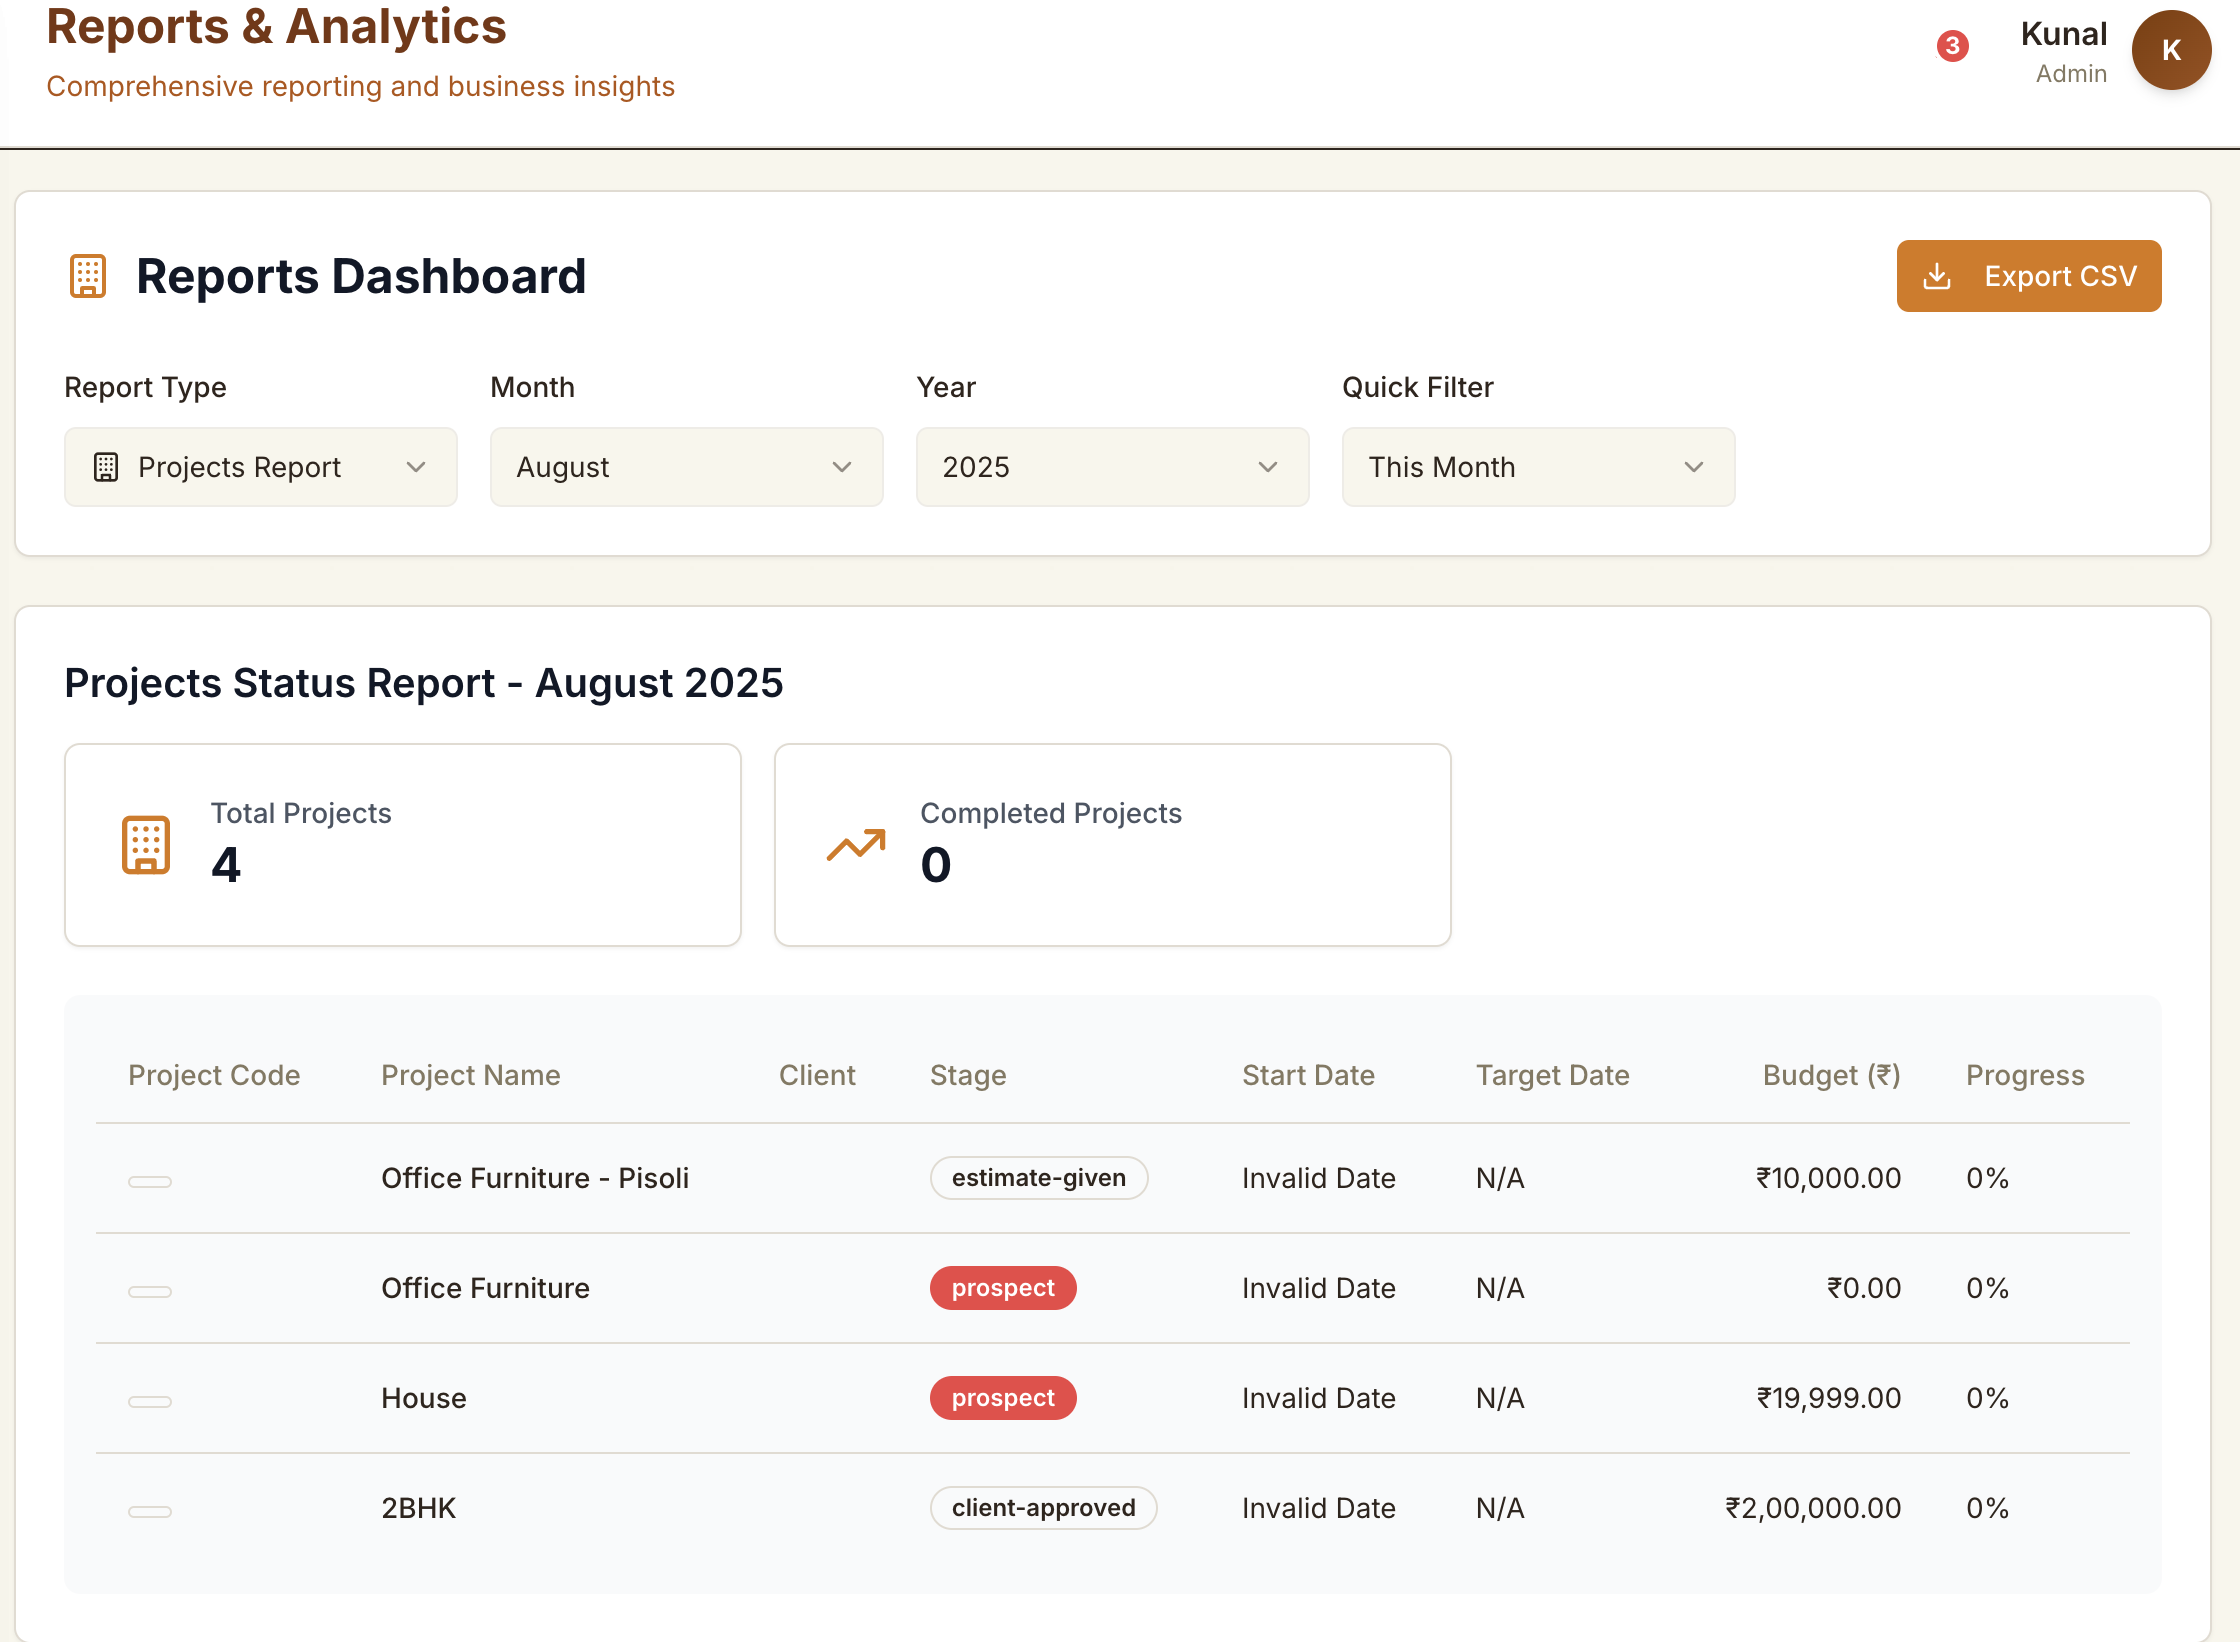 Reports & Analytics
Comprehensive reporting and business insights
3
Kunal
Admin
K
Reports Dashboard
Export CSV
Report Type
Month
Year
Quick Filter
Projects Report
August
2025
This Month
Projects Status Report - August 2025
Total Projects
4
Completed Projects
0
Project Code Project Name Client Stage Start Date Target Date Budget (₹) Progress
Office Furniture - Pisoli estimate-given Invalid Date N/A ₹10,000.00 0%
Office Furniture prospect Invalid Date N/A ₹0.00 0%
House prospect Invalid Date N/A ₹19,999.00 0%
2BHK client-approved Invalid Date N/A ₹2,00,000.00 0%